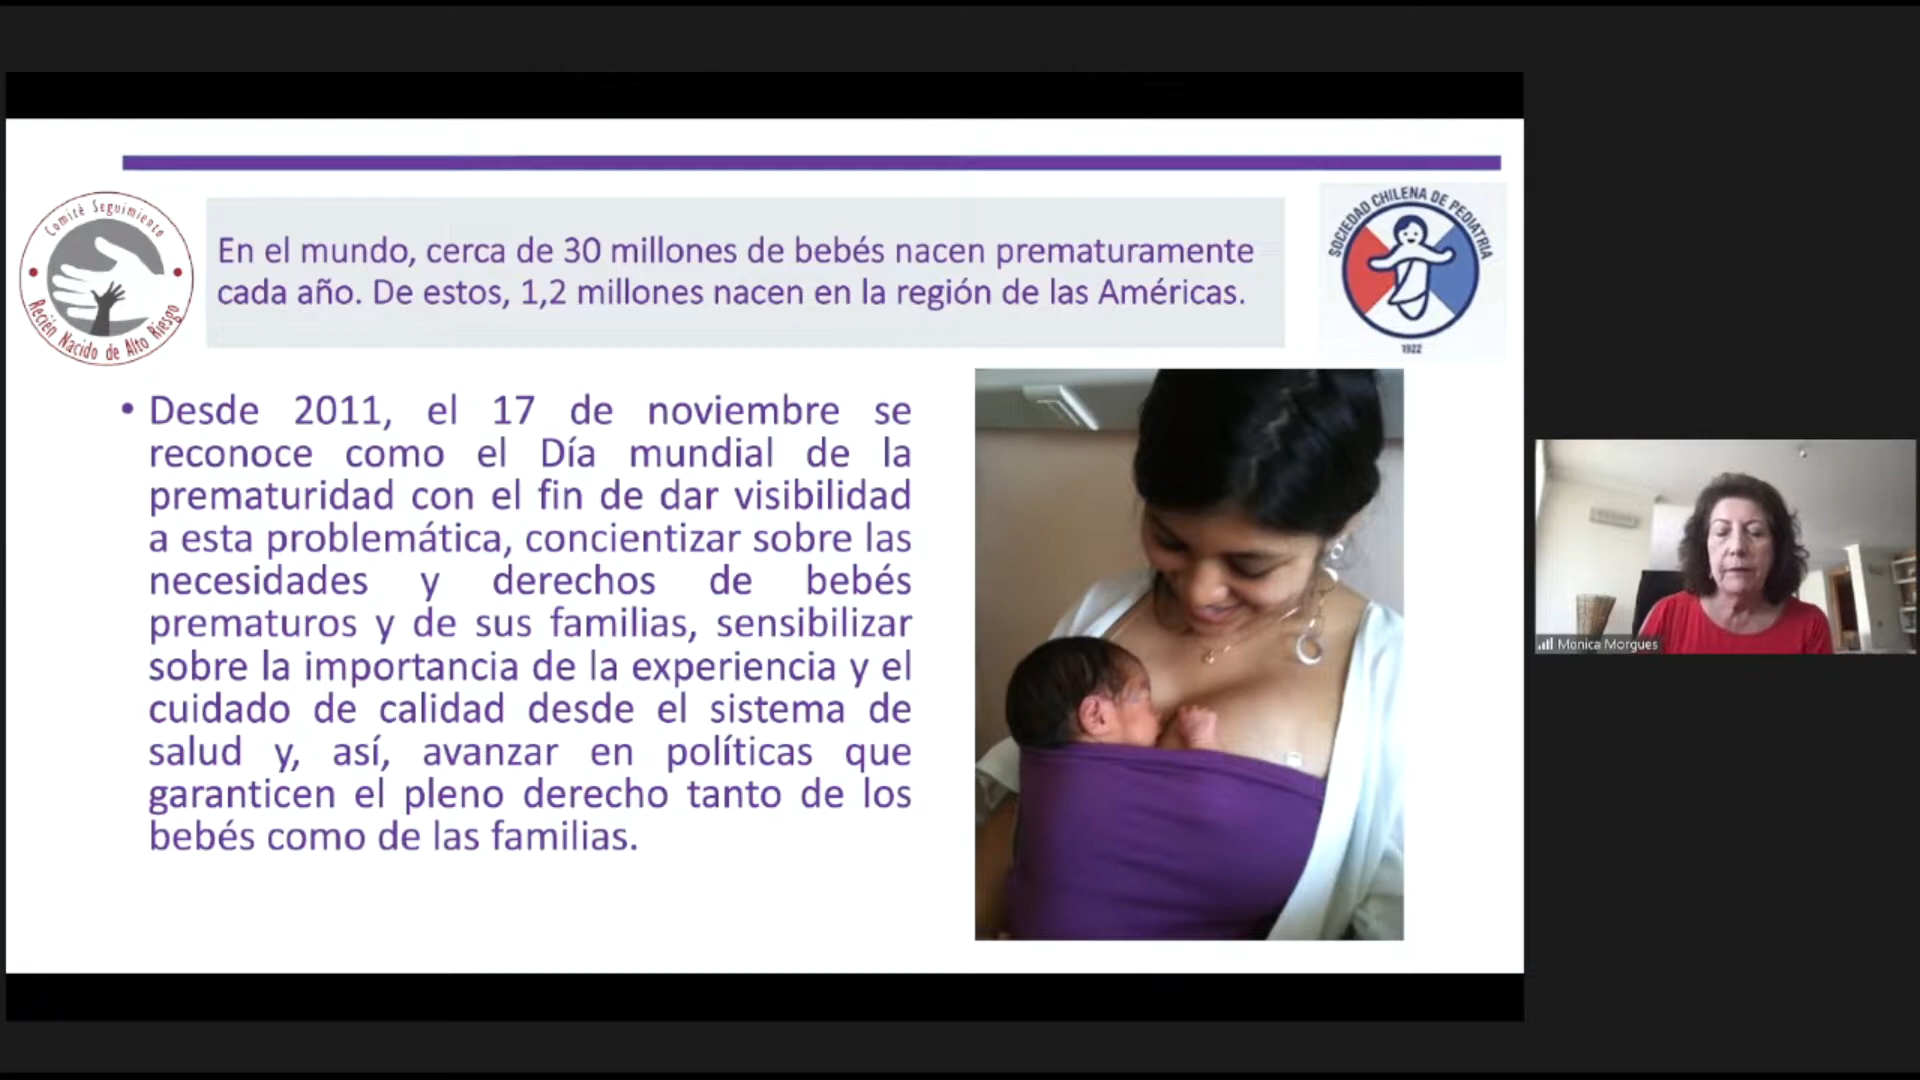 Comitè Seguimiento
Recién Nacido de Alto Riesgo
En el mundo, cerca de 30 millones de bebés nacen prematuramente
cada año. De estos, 1,2 millones nacen en la región de las Américas.
SOCIEDAD CHILENA DE PEDIATRIA
1922
• Desde 2011, el 17 de noviembre se
reconoce como el Día mundial de la
prematuridad con el fin de dar visibilidad
a esta problemática, concientizar sobre las
necesidades y derechos de bebés
prematuros y de sus familias, sensibilizar
sobre la importancia de la experiencia y el
cuidado de calidad desde el sistema de
salud y, así, avanzar en políticas que
garanticen el pleno derecho tanto de los
bebés como de las familias.
Monica Morgues